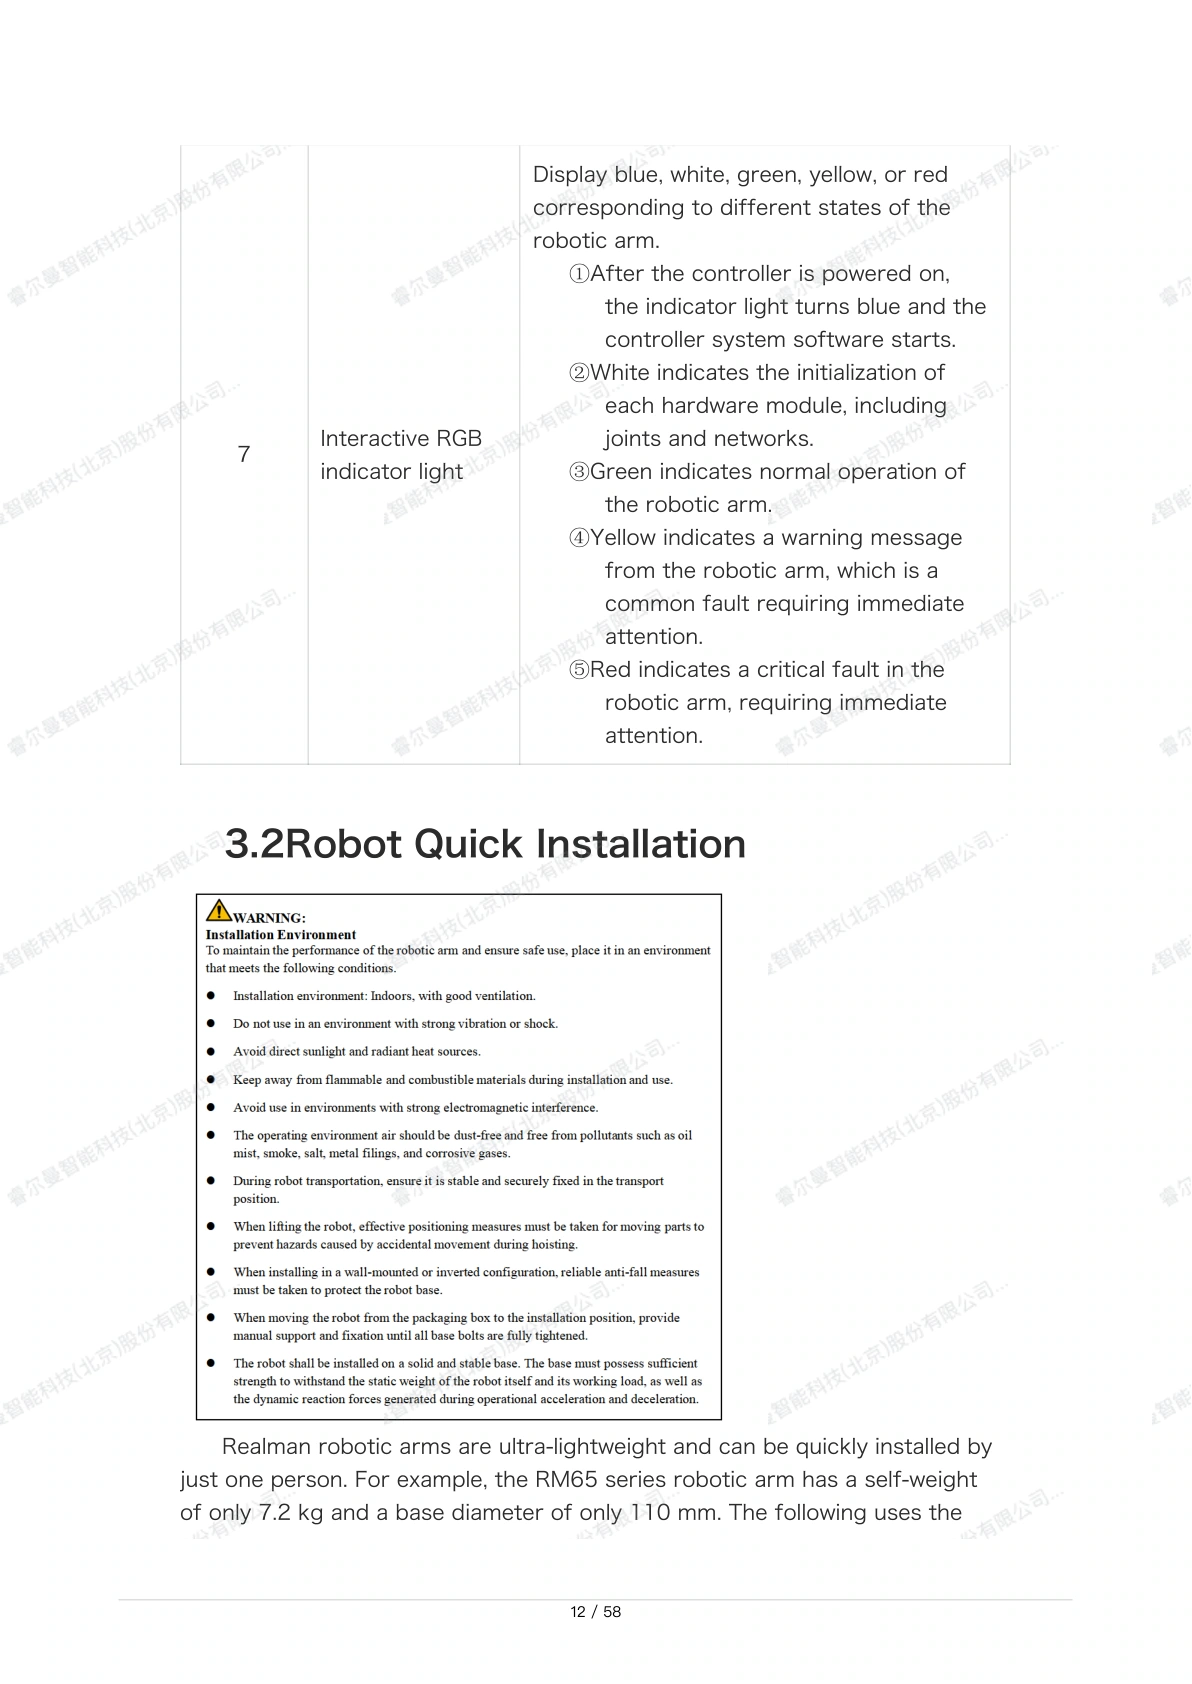 Display blue, white, green, yellow, or red
corresponding to different states of the
robotic arm.
①After the controller is powered on,
the indicator light turns blue and the
controller system software starts.
②White indicates the initialization of
each hardware module, including
joints and networks.
7
Interactive RGB
indicator light
③Green indicates normal operation of
the robotic arm.
④Yellow indicates a warning message
from the robotic arm, which is a
common fault requiring immediate
attention.
⑤Red indicates a critical fault in the
robotic arm, requiring immediate
attention.
3.2Robot Quick Installation
WARNING:
Installation Environment
To maintain the performance of the robotic arm and ensure safe use, place it in an environment
that meets the following conditions.
● Installation environment: Indoors, with good ventilation.
● Do not use in an environment with strong vibration or shock.
● Avoid direct sunlight and radiant heat sources.
● Keep away from flammable and combustible materials during installation and use.
● Avoid use in environments with strong electromagnetic interference.
● The operating environment air should be dust-free and free from pollutants such as oil
mist, smoke, salt, metal filings, and corrosive gases.
● During robot transportation, ensure it is stable and securely fixed in the transport
position.
● When lifting the robot, effective positioning measures must be taken for moving parts to
prevent hazards caused by accidental movement during hoisting.
● When installing in a wall-mounted or inverted configuration, reliable anti-fall measures
must be taken to protect the robot base.
● When moving the robot from the packaging box to the installation position, provide
manual support and fixation until all base bolts are fully tightened.
● The robot shall be installed on a solid and stable base. The base must possess sufficient
strength to withstand the static weight of the robot itself and its working load, as well as
the dynamic reaction forces generated during operational acceleration and deceleration.
Realman robotic arms are ultra-lightweight and can be quickly installed by
just one person. For example, the RM65 series robotic arm has a self-weight
of only 7.2 kg and a base diameter of only 110 mm. The following uses the
12 / 58
睿尔曼智能科技(北京)股份有限公司...